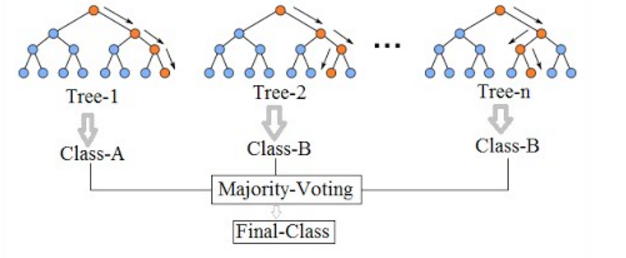 ...
Tree-1
Tree-2
Tree-n
Class-A
Class-B
Class-B
Majority-Voting
Final-Class